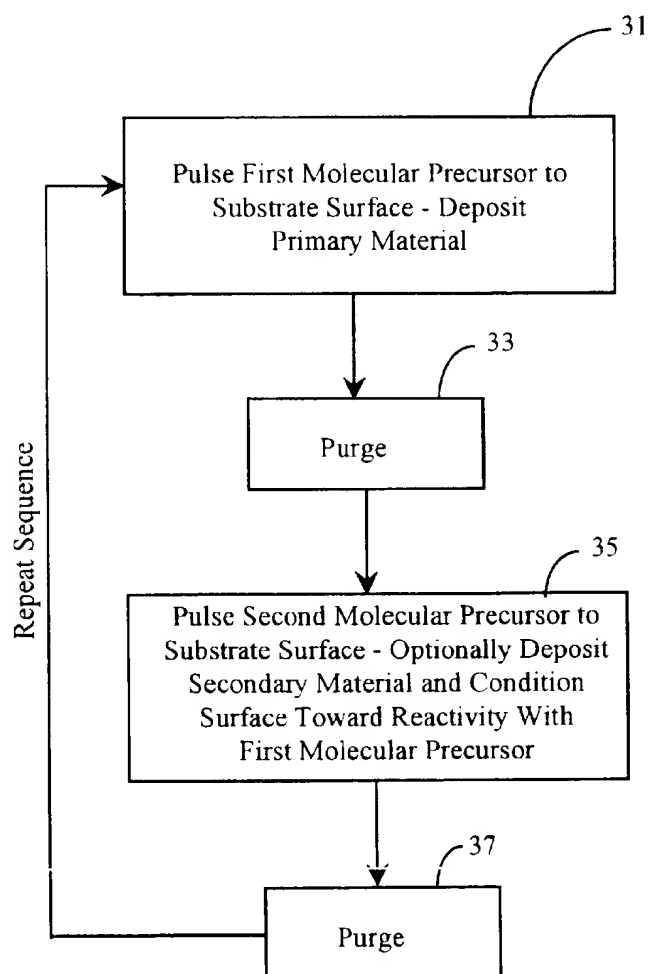 31
Pulse First Molecular Precursor to
Substrate Surface - Deposit
Primary Material
33
Purge
Repeat Sequence
35
Pulse Second Molecular Precursor to
Substrate Surface - Optionally Deposit
Secondary Material and Condition
Surface Toward Reactivity With
First Molecular Precursor
37
Purge